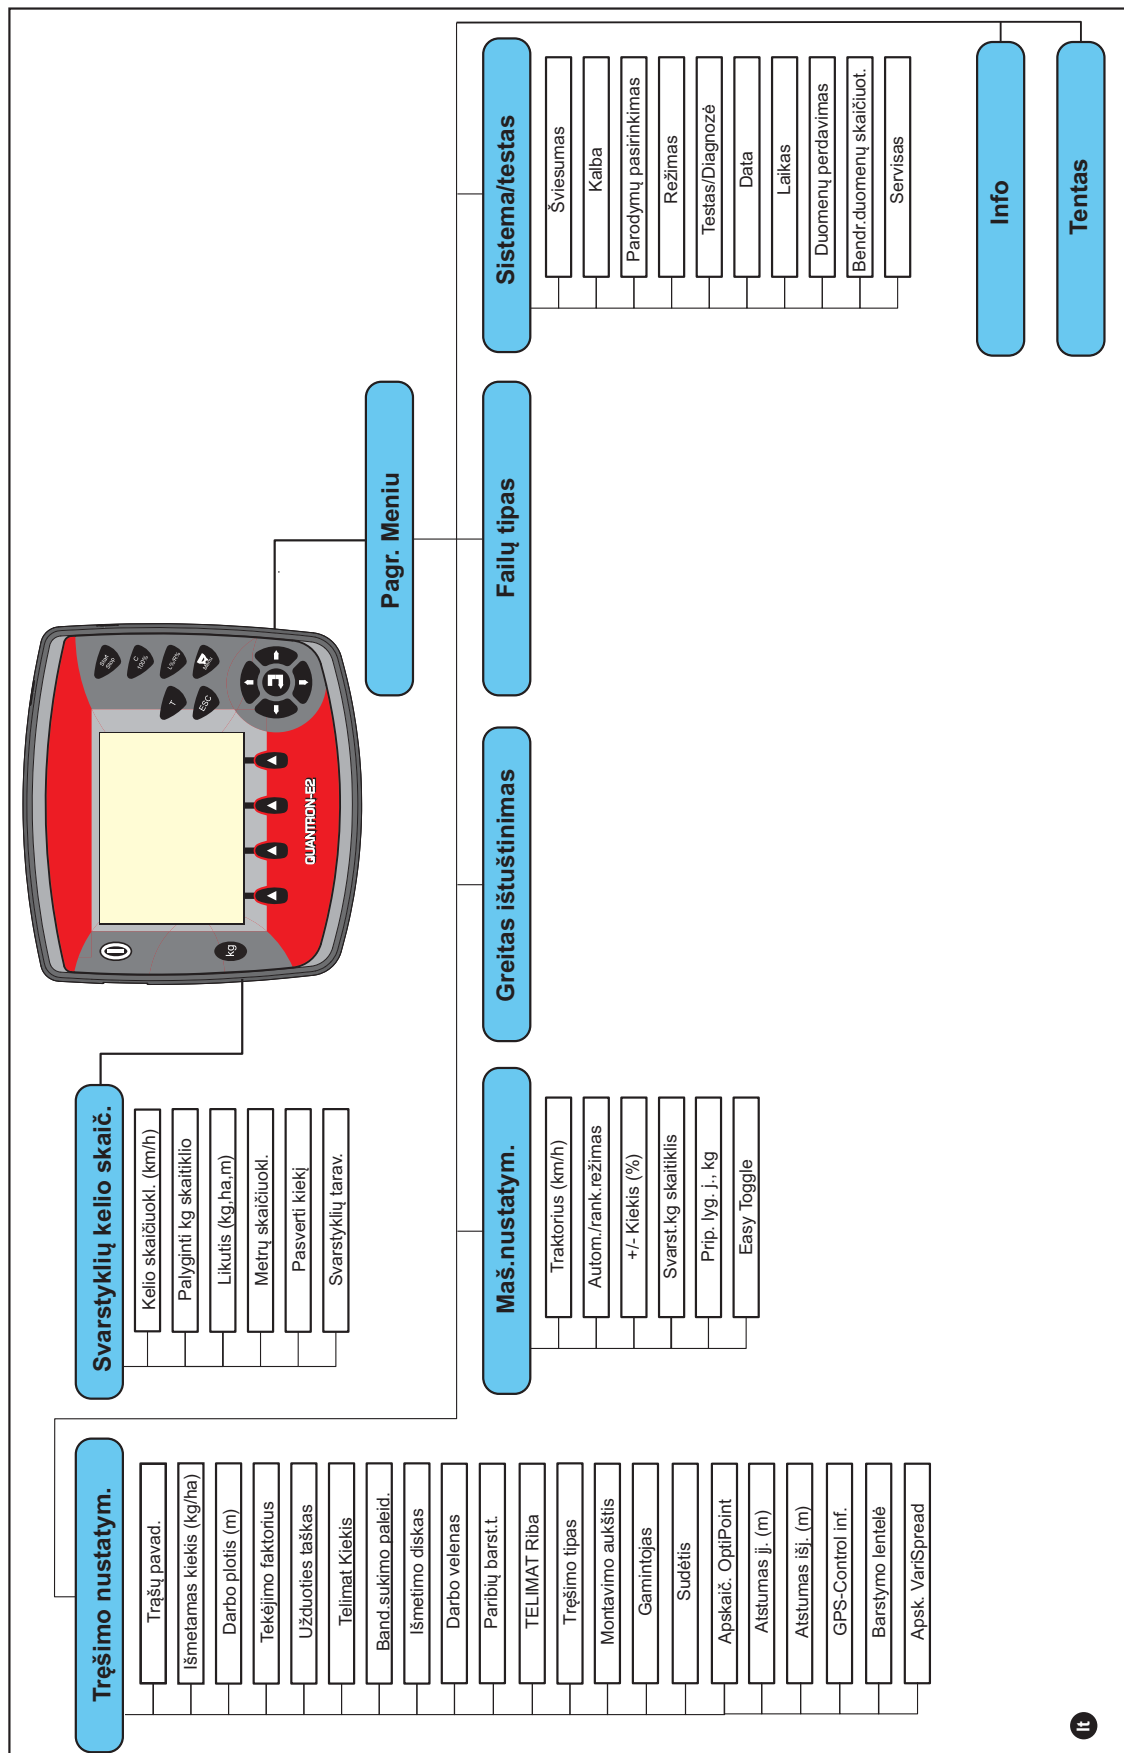 Start
Stop
C
100%
L%/R%
Menu
T
ESC
kg
QUANTRON-E2
Svarstyklių kelio skaič.
Kelio skaičiuokl. (km/h)
Palyginti kg skaitiklio
Likutis (kg,ha,m)
Metrų skaičiuokl.
Pasverti kiekį
Svarstyklių tarav.
Pagr. Meniu
Tręšimo nustatym.
Trąšų pavad.
Išmetamas kiekis (kg/ha)
Darbo plotis (m)
Tekėjimo faktorius
Užduoties taškas
Telimat Kiekis
Band.sukimo paleid.
Išmetimo diskas
Darbo velenas
Paribių barst.t.
TELIMAT Riba
Tręšimo tipas
Montavimo aukštis
Gamintojas
Sudėtis
Apskaič. OptiPoint
Atstumas įj. (m)
Atstumas išj. (m)
GPS-Control inf.
Barstymo lentelė
Apsk. VariSpread
Maš.nustatym.
Traktorius (km/h)
Autom./rank.režimas
+/- Kiekis (%)
Svarst.kg skaitiklis
Prip. lyg. j., kg
Easy Toggle
Greitas ištuštinimas
Failų tipas
Sistema/testas
Šviesumas
Kalba
Parodymų pasirinkimas
Režimas
Testas/Diagnozė
Data
Laikas
Duomenų perdavimas
Bendr.duomenų skaičiuot.
Servisas
Info
Tentas
lt